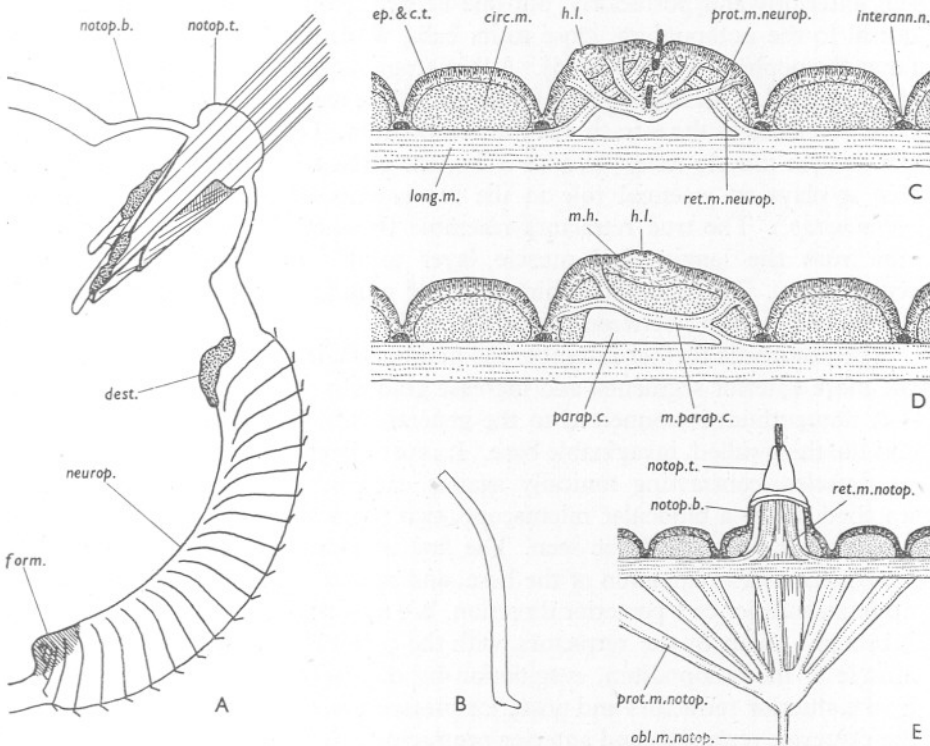 notop.b.
notop.t.
dest.
neurop.
form.
A
B
ep. & c.t.
circ.m.
h.l.
prot.m.neurop.
interann.n.
long.m.
ret.m.neurop.
C
m.h.
h.l.
parap.c.
m.parap.c.
D
notop.t.
notop.b.
ret.m.notop.
prot.m.notop.
obl.m.notop.
E